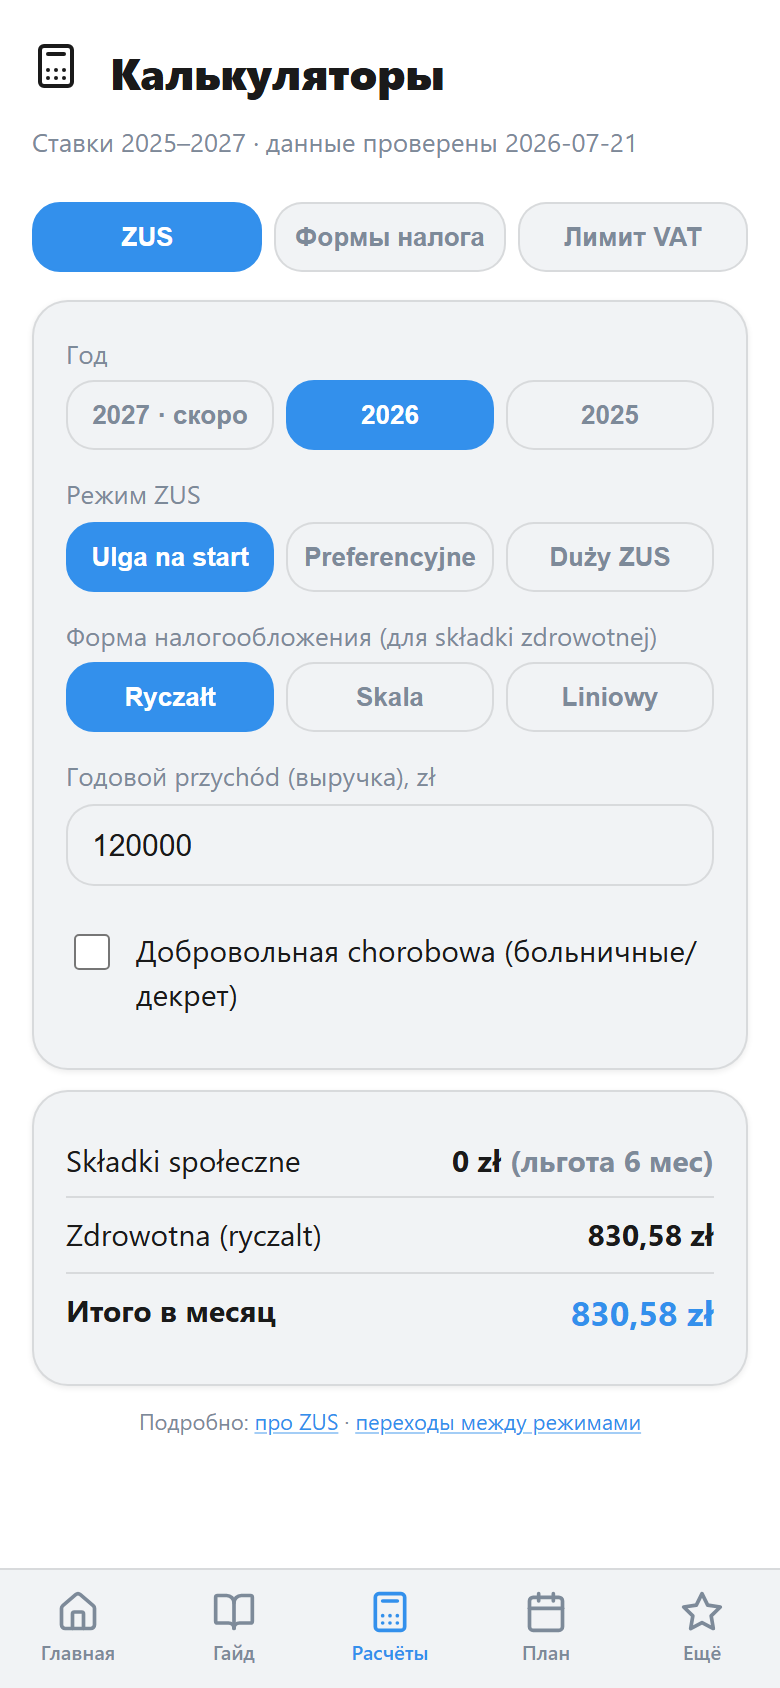 Калькуляторы
Ставки 2025–2027 · данные проверены 2026-07-21
ZUS
Формы налога
Лимит VAT
Год
2027 · скоро
2026
2025
Режим ZUS
Ulga na start
Preferencyjne
Duży ZUS
Форма налогообложения (для składki zdrowotnej)
Ryczałt
Skala
Liniowy
Годовой przychód (выручка), zł
120000
Добровольная chorobowa (больничные/
декрет)
Składki społeczne 0 zł (льгота 6 мес)
Zdrowotna (ryczalt) 830,58 zł
Итого в месяц 830,58 zł
Подробно: про ZUS · переходы между режимами
Главная
Гайд
Расчёты
План
Ещё